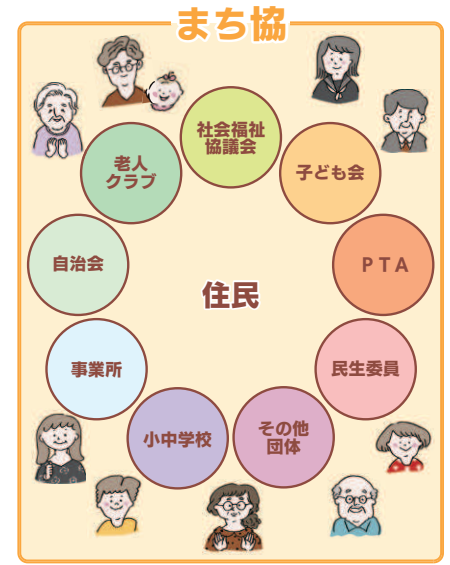 まち協
社会福祉
協議会
老人
クラブ
子ども会
自治会
PTA
住民
事業所
民生委員
小中学校
その他
団体